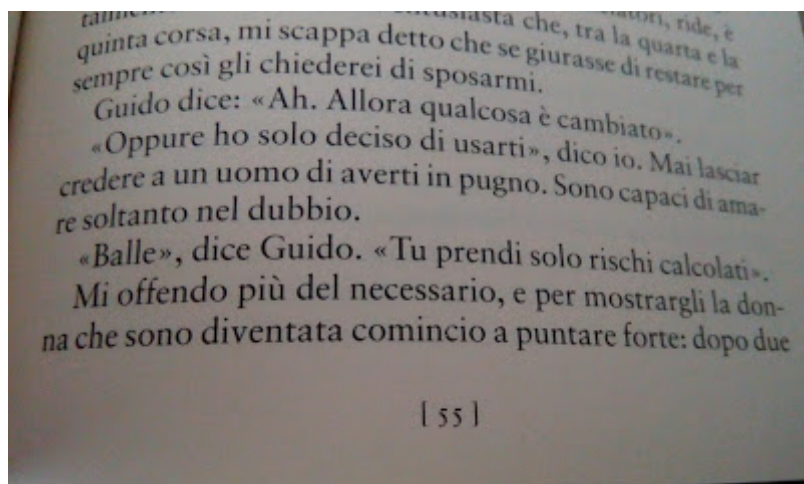 ride, è
che, tra la quarta e la
quinta corsa, mi scappa detto che se giurasse di restare per
sempre così gli chiederei di sposarmi.
Guido dice: «Ah. Allora qualcosa è cambiato».
«Oppure ho solo deciso di usarti», dico io. Mai lasciar
credere a un uomo di averti in pugno. Sono capaci di ama-
re soltanto nel dubbio.
«Balle», dice Guido. «Tu prendi solo rischi calcolati».
Mi offendo più del necessario, e per mostrargli la don-
na che sono diventata comincio a puntare forte: dopo due
[ 55 ]